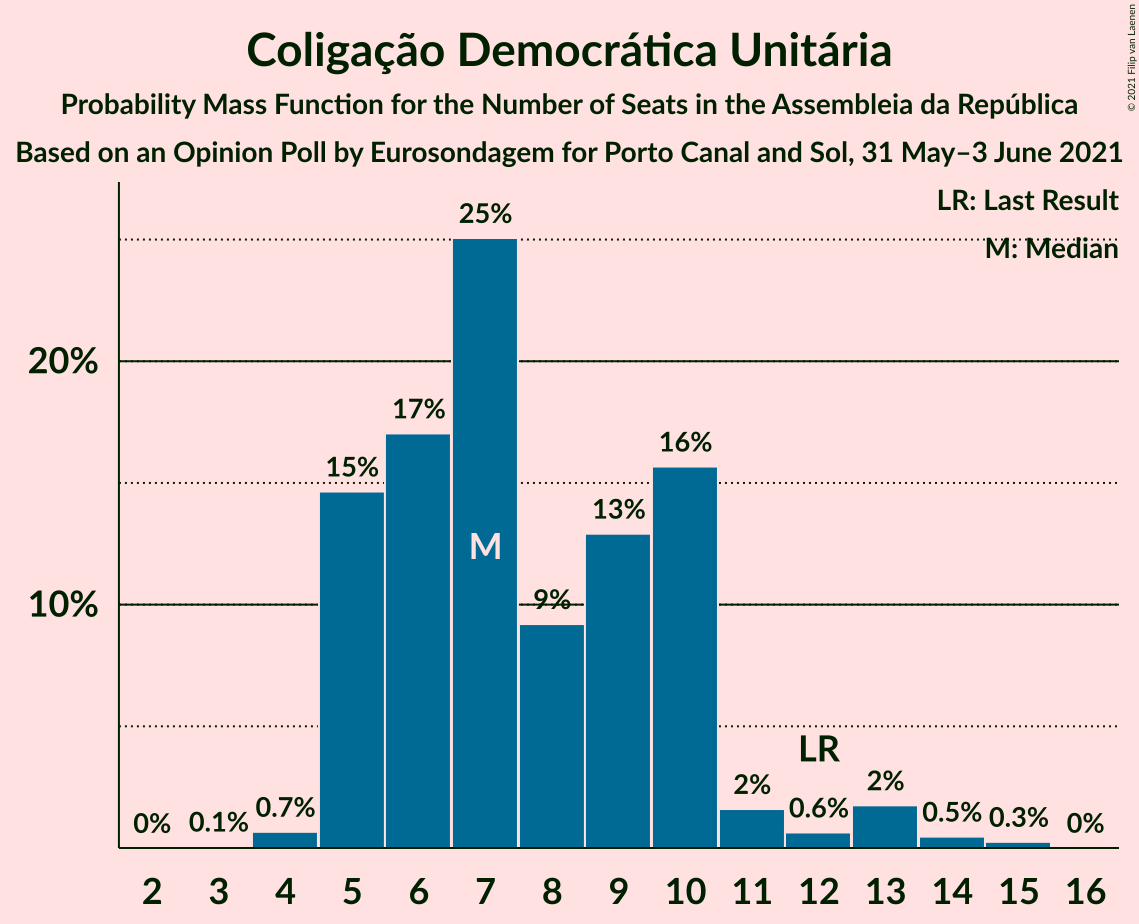 Coligação Democrática Unitária
Probability Mass Function for the Number of Seats in the Assembleia da República
Based on an Opinion Poll by Eurosondagem for Porto Canal and Sol, 31 May–3 June 2021
© 2021 Filip van Laenen
LR: Last Result
M: Median
20%
10%
0%
0.1%
0.7%
15%
17%
25%
9%
13%
16%
2%
0.6%
2%
0.5%
0.3%
0%
M
LR
2 3 4 5 6 7 8 9 10 11 12 13 14 15 16